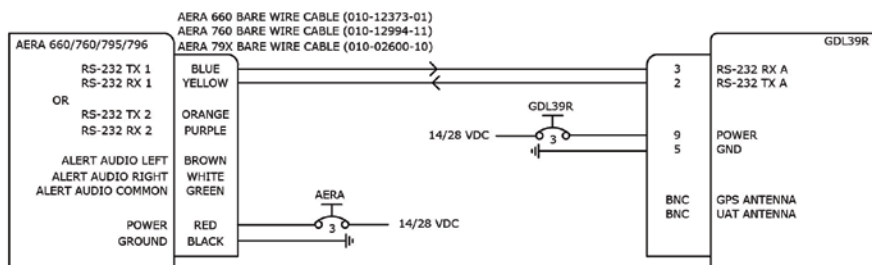 AERA 660 BARE WIRE CABLE (010-12373-01)
AERA 760 BARE WIRE CABLE (010-12994-11)
AERA 79X BARE WIRE CABLE (010-02600-10)
AERA 660/760/795/796
GDL39R
RS-232 TX 1 BLUE 3 RS-232 RX A
RS-232 RX 1 YELLOW 2 RS-232 TX A
OR
GDL39R
RS-232 TX 2 ORANGE
RS-232 RX 2 PURPLE
14/28 VDC 3 9 POWER
5 GND
ALERT AUDIO LEFT BROWN
ALERT AUDIO RIGHT WHITE
ALERT AUDIO COMMON GREEN
AERA
BNC GPS ANTENNA
BNC UAT ANTENNA
POWER RED 3 14/28 VDC
GROUND BLACK